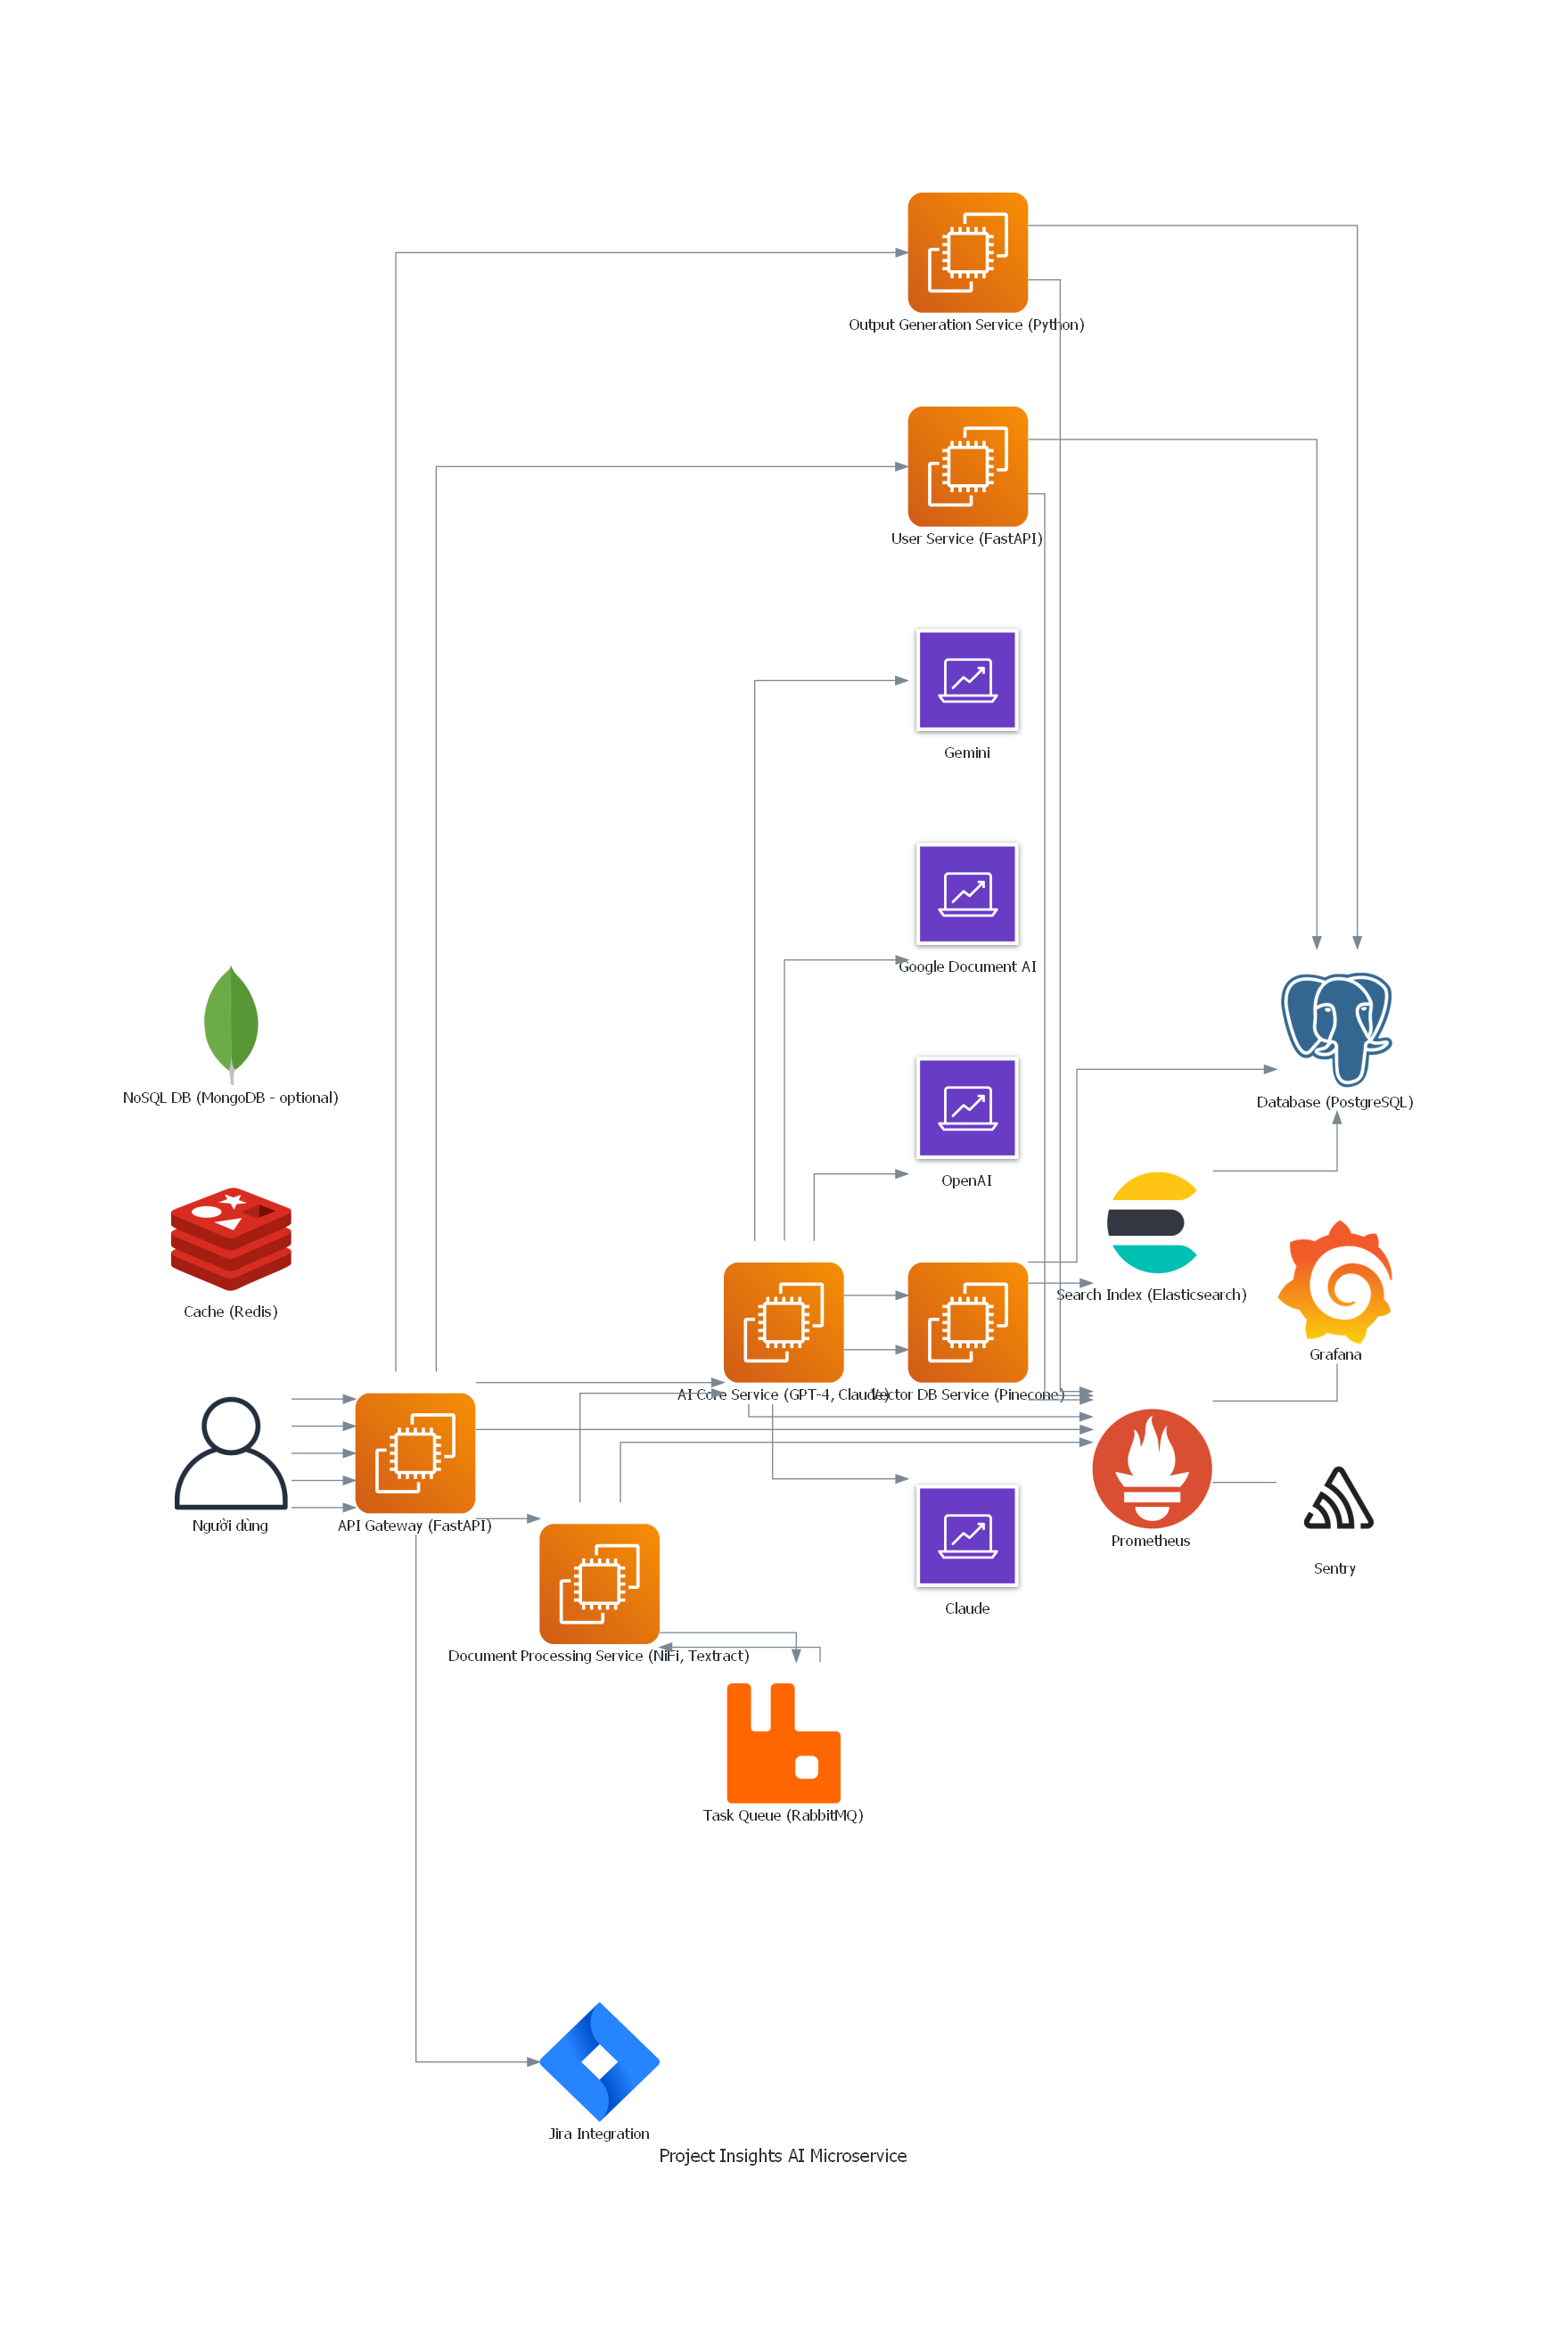 Output Generation Service (Python)
User Service (FastAPI)
Gemini
Google Document AI
NoSQL DB (MongoDB - optional)
Database (PostgreSQL)
OpenAI
Search Index (Elasticsearch)
Cache (Redis)
Grafana
AI Core Service (GPT-4, Claude)
Vector DB Service (Pinecone)
Người dùng
API Gateway (FastAPI)
Prometheus
Sentry
Claude
Document Processing Service (NiFi, Textract)
Task Queue (RabbitMQ)
Jira Integration
Project Insights AI Microservice